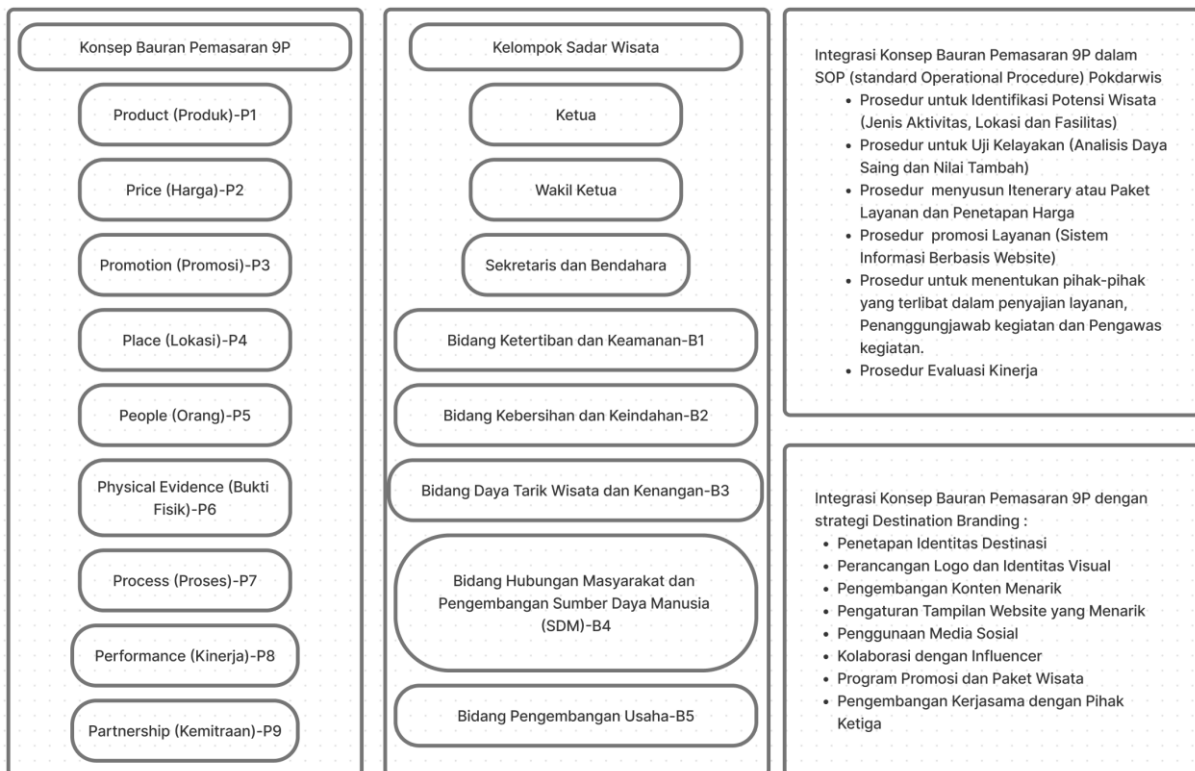 Konsep Bauran Pemasaran 9P
Product (Produk)-P1
Price (Harga)-P2
Promotion (Promosi)-P3
Place (Lokasi)-P4
People (Orang)-P5
Physical Evidence (Bukti
Fisik)-P6
Process (Proses)-P7
Performance (Kinerja)-P8
Partnership (Kemitraan)-P9
Kelompok Sadar Wisata
Ketua
Wakil Ketua
Sekretaris dan Bendahara
Bidang Ketertiban dan Keamanan-B1
Bidang Kebersihan dan Keindahan-B2
Bidang Daya Tarik Wisata dan Kenangan-B3
Bidang Hubungan Masyarakat dan
Pengembangan Sumber Daya Manusia
(SDM)-B4
Bidang Pengembangan Usaha-B5
Integrasi Konsep Bauran Pemasaran 9P dalam
SOP (standard Operational Procedure) Pokdarwis
• Prosedur untuk Identifikasi Potensi Wisata
(Jenis Aktivitas, Lokasi dan Fasilitas)
• Prosedur untuk Uji Kelayakan (Analisis Daya
Saing dan Nilai Tambah)
• Prosedur menyusun Itenerary atau Paket
Layanan dan Penetapan Harga
• Prosedur promosi Layanan (Sistem
Informasi Berbasis Website)
• Prosedur untuk menentukan pihak-pihak
yang terlibat dalam penyajian layanan,
Penanggungjawab kegiatan dan Pengawas
kegiatan.
• Prosedur Evaluasi Kinerja
Integrasi Konsep Bauran Pemasaran 9P dengan
strategi Destination Branding :
• Penetapan Identitas Destinasi
• Perancangan Logo dan Identitas Visual
• Pengembangan Konten Menarik
• Pengaturan Tampilan Website yang Menarik
• Penggunaan Media Sosial
• Kolaborasi dengan Influencer
• Program Promosi dan Paket Wisata
• Pengembangan Kerjasama dengan Pihak
Ketiga